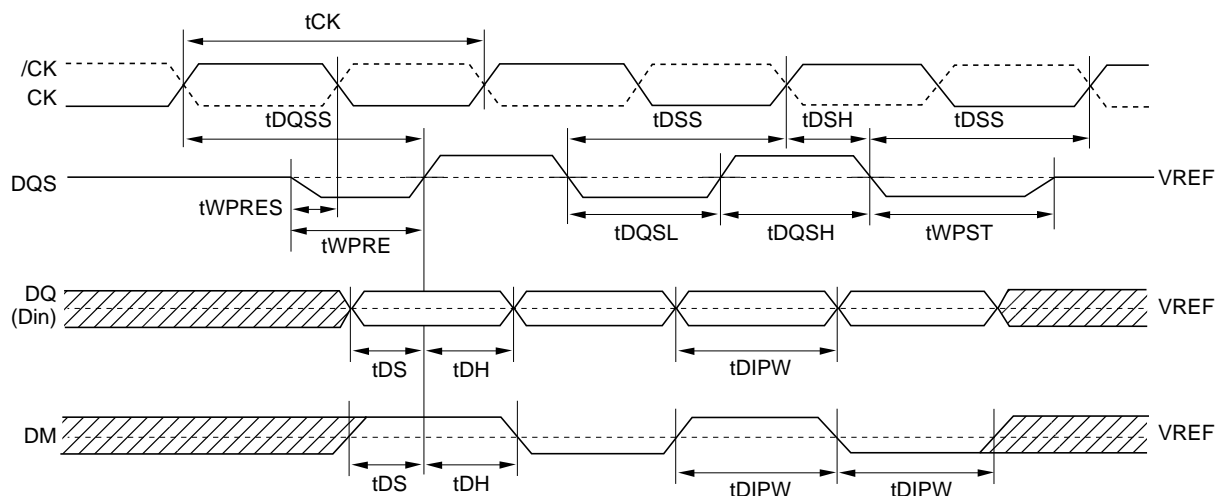 tCK
/CK
CK
tDQSS tDSS tDSH tDSS
DQS VREF
tWPRES
tWPRE tDQSL tDQSH tWPST
DQ
(Din) VREF
tDS tDH tDIPW
DM VREF
tDS tDH tDIPW tDIPW